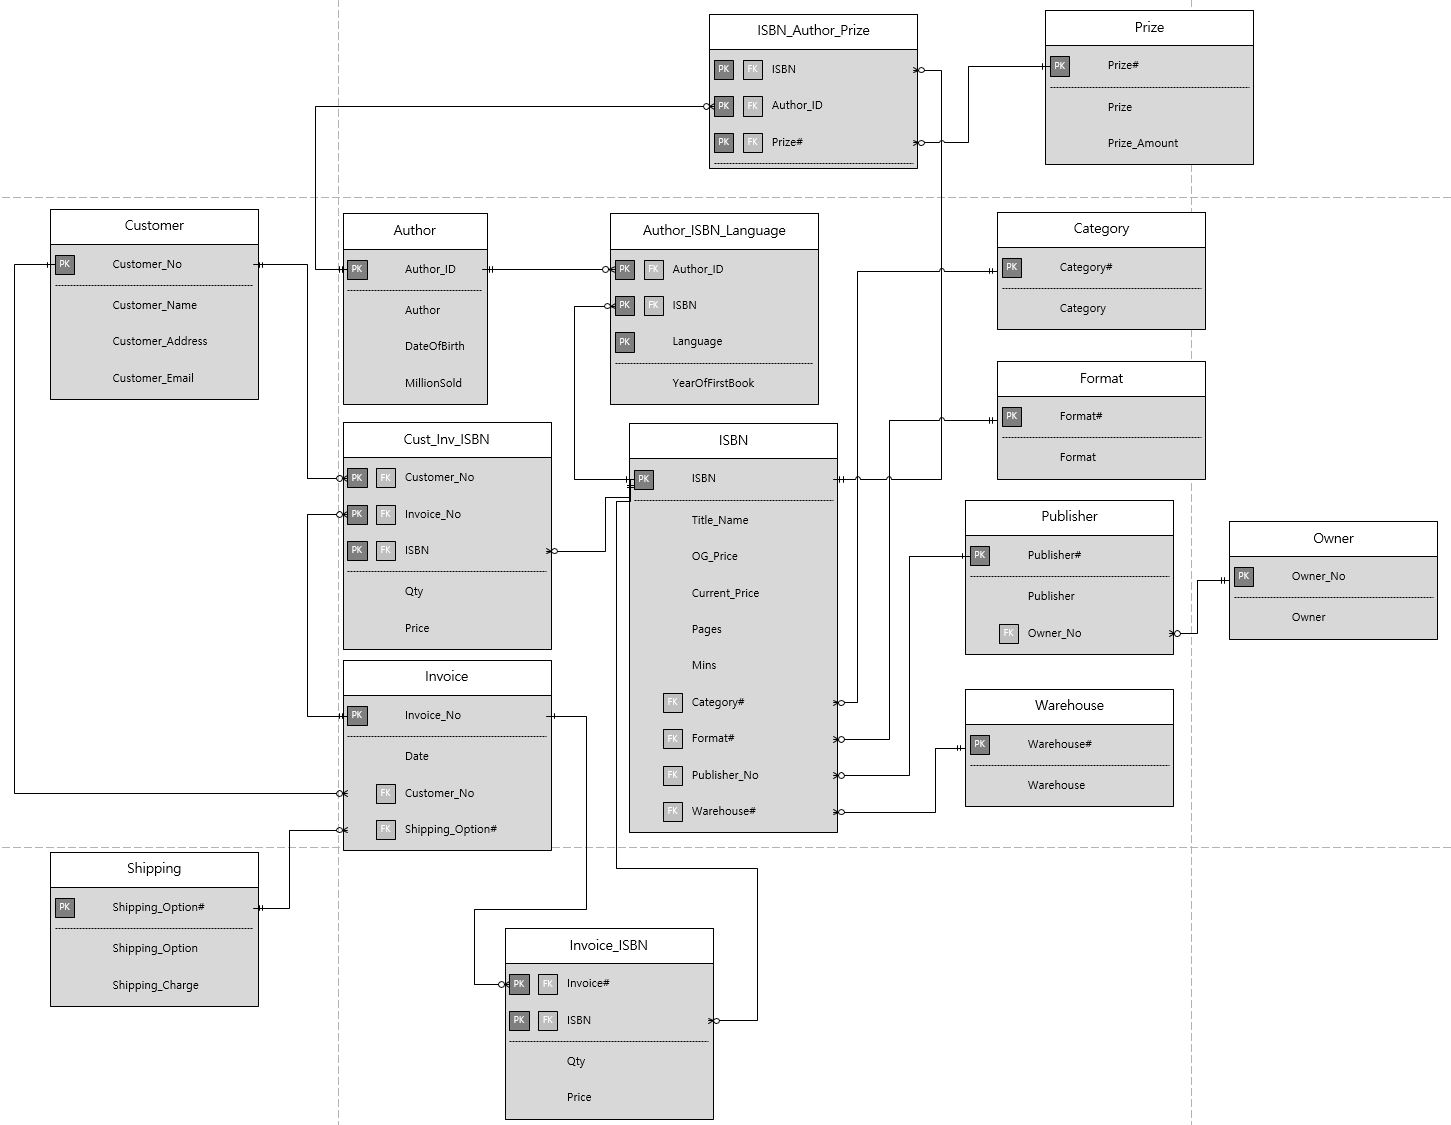 ISBN_Author_Prize
PK FK ISBN
PK FK Author_ID
PK FK Prize#
Prize
PK Prize#
Prize
Prize_Amount
Customer
PK Customer_No
Customer_Name
Customer_Address
Customer_Email
Author
PK Author_ID
Author
DateOfBirth
MillionSold
Author_ISBN_Language
PK FK Author_ID
PK FK ISBN
PK Language
YearOfFirstBook
Category
PK Category#
Category
Format
PK Format#
Format
Cust_Inv_ISBN
PK FK Customer_No
PK FK Invoice_No
PK FK ISBN
Qty
Price
ISBN
PK ISBN
Title_Name
OG_Price
Current_Price
Pages
Mins
FK Category#
FK Format#
FK Publisher_No
FK Warehouse#
Publisher
PK Publisher#
Publisher
FK Owner_No
Owner
PK Owner_No
Owner
Invoice
PK Invoice_No
Date
FK Customer_No
FK Shipping_Option#
Warehouse
PK Warehouse#
Warehouse
Shipping
PK Shipping_Option#
Shipping_Option
Shipping_Charge
Invoice_ISBN
PK FK Invoice#
PK FK ISBN
Qty
Price